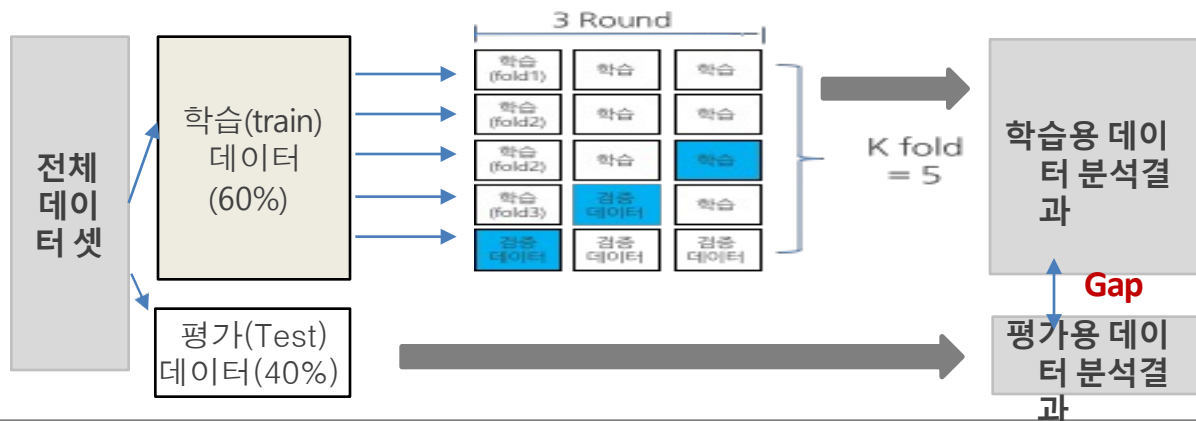 3 Round
전체
데이
터 셋
학습(train)
데이터
(60%)
학습
(fold1)
학습
학습
학습
(fold2)
학습
학습
학습
(fold2)
학습
학습
학습
(fold3)
검증
데이터
학습
검증
데이터
검증
데이터
검증
데이터
K fold
= 5
학습용 데이
터 분석결
과
Gap
평가(Test)
데이터(40%)
평가용 데이
터 분석결
과